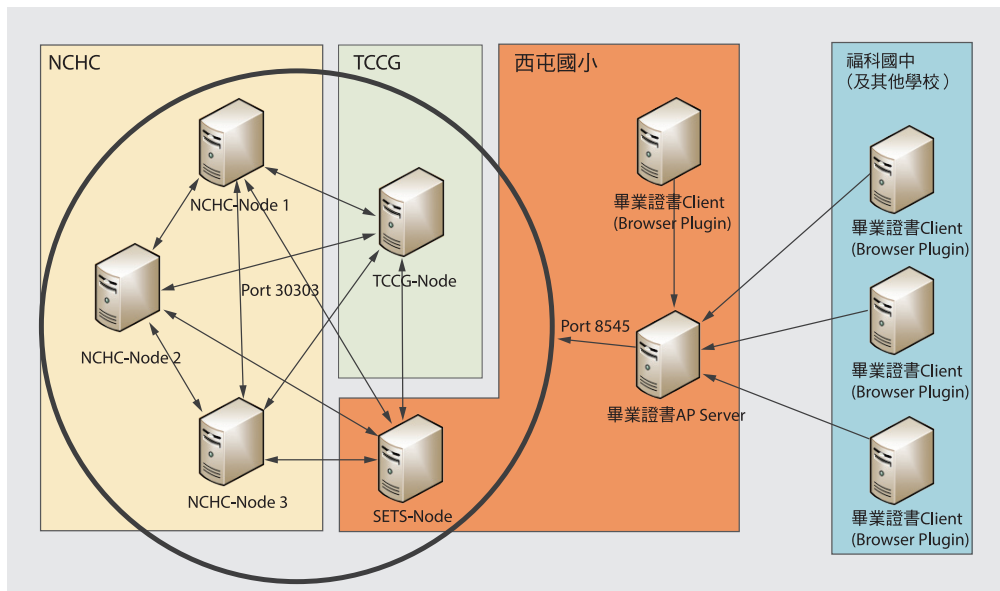 NCHC
TCCG
西屯國小
福科國中
（及其他學校）
NCHC-Node 1
TCCG-Node
Port 30303
NCHC-Node 2
NCHC-Node 3
SETS-Node
畢業證書Client
(Browser Plugin)
Port 8545
畢業證書AP Server
畢業證書Client
(Browser Plugin)
畢業證書Client
(Browser Plugin)
畢業證書Client
(Browser Plugin)